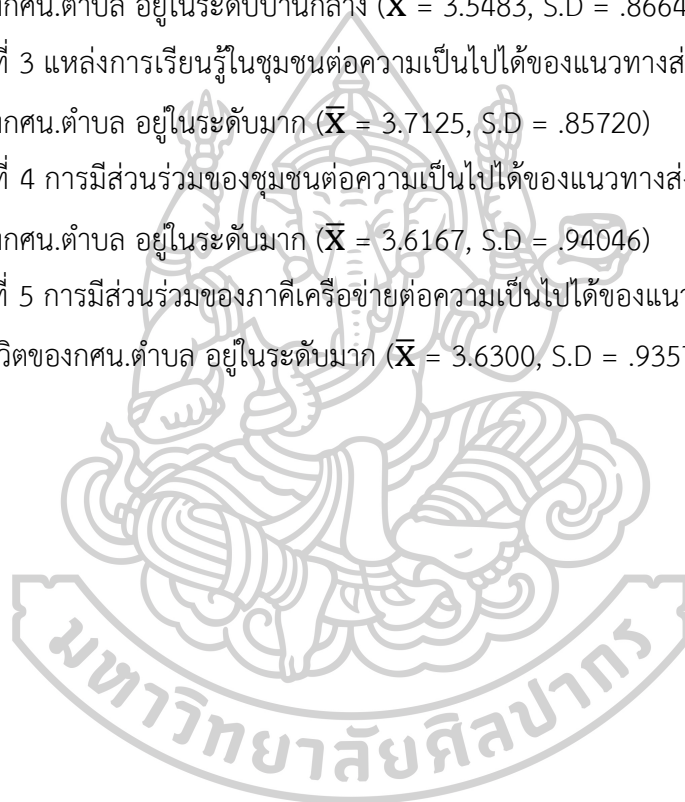 กศน.ตำบล อยู่ในระดับปานกลาง (X̅ = 3.5483, S.D = .8664
ที่ 3 แหล่งการเรียนรู้ในชุมชนต่อความเป็นไปได้ของแนวทางส่
กศน.ตำบล อยู่ในระดับมาก (X̅ = 3.7125, S.D = .85720)
ที่ 4 การมีส่วนร่วมของชุมชนต่อความเป็นไปได้ของแนวทางส่
กศน.ตำบล อยู่ในระดับมาก (X̅ = 3.6167, S.D = .94046)
ที่ 5 การมีส่วนร่วมของภาคีเครือข่ายต่อความเป็นไปได้ของแนว
วิตของกศน.ตำบล อยู่ในระดับมาก (X̅ = 3.6300, S.D = .9357
มหาวิทยาลัยศิลปากร